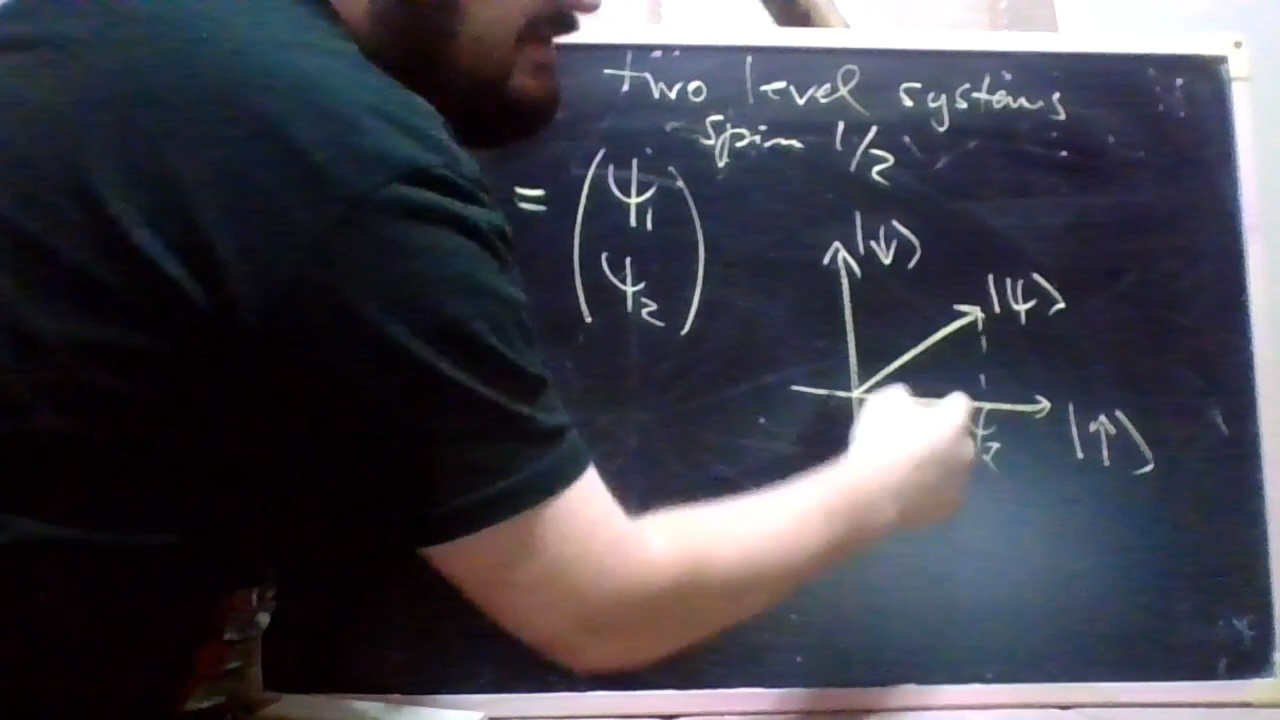 two level systems
spin 1/2
= (ψ₁
ψ₂)
|↓⟩
|ψ⟩
|↑⟩